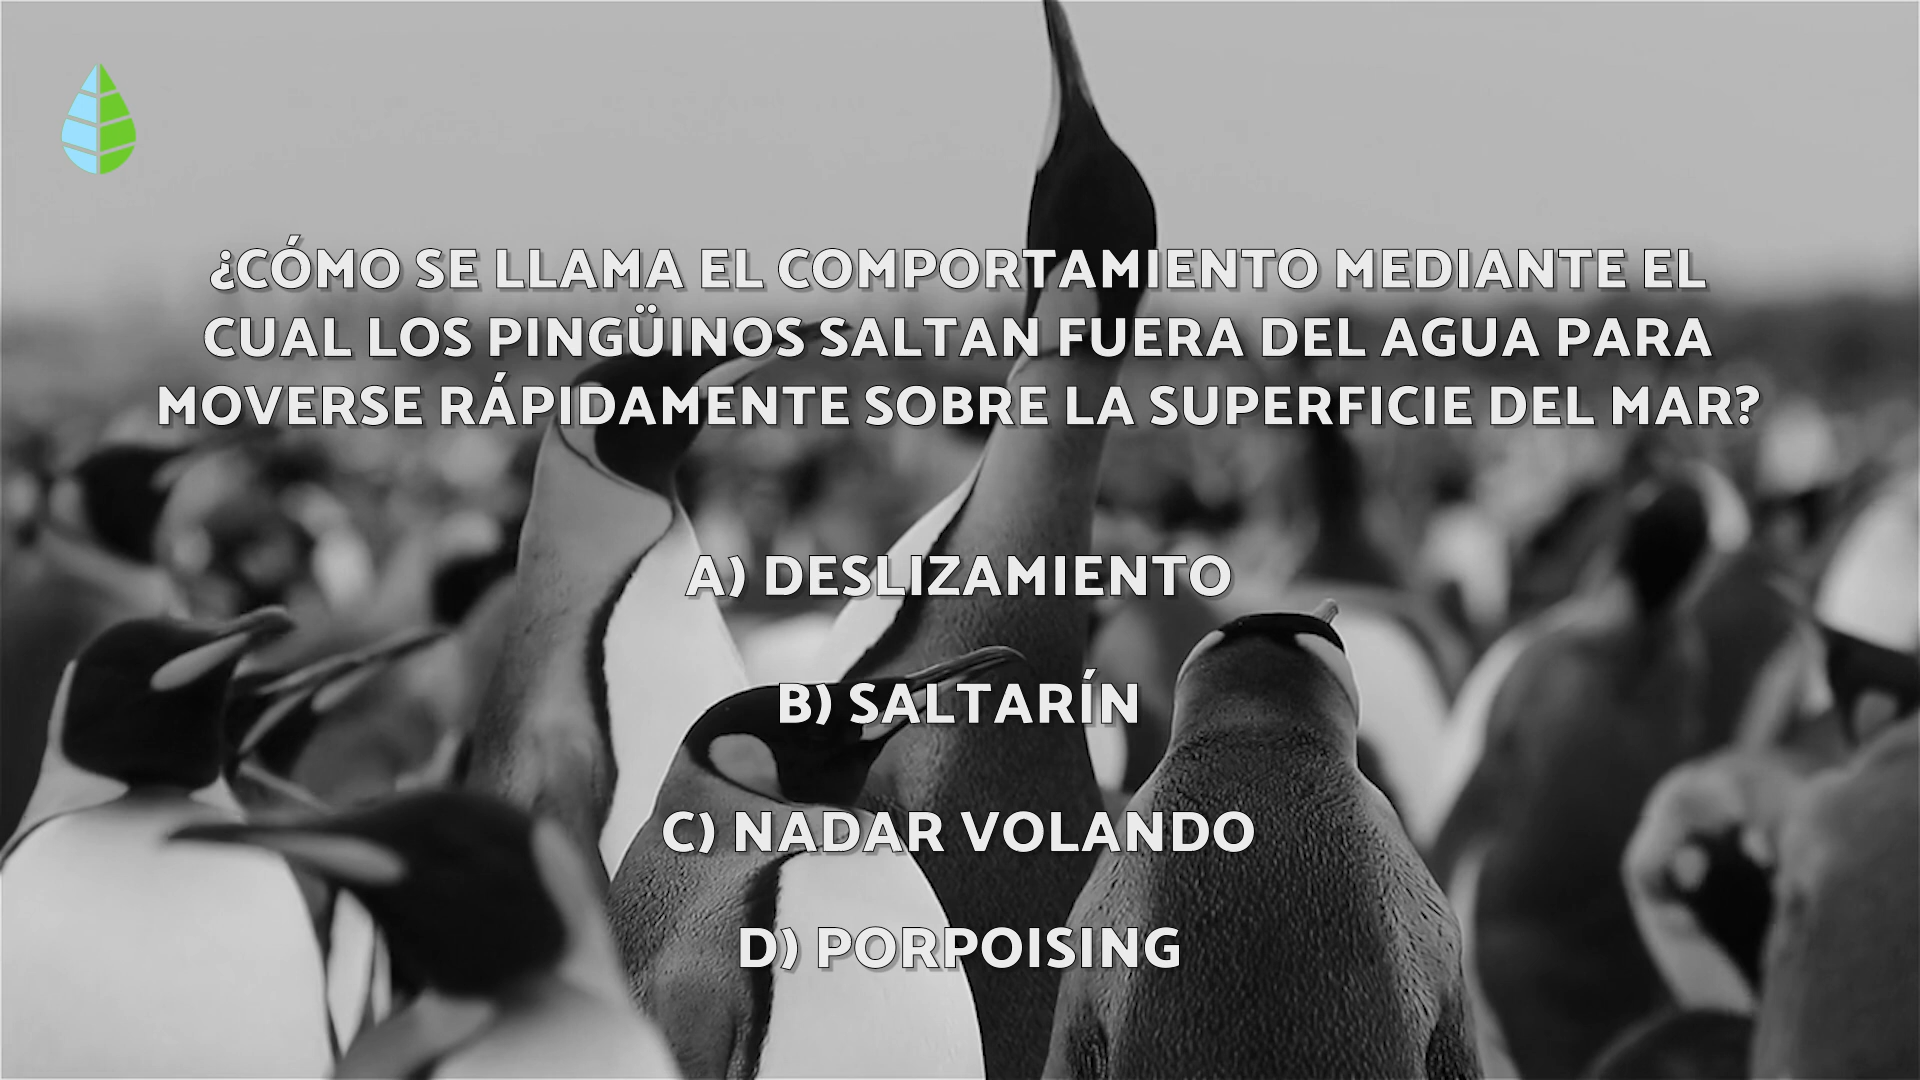 ¿CÓMO SE LLAMA EL COMPORTAMIENTO MEDIANTE EL
CUAL LOS PINGÜINOS SALTAN FUERA DEL AGUA PARA
MOVERSE RÁPIDAMENTE SOBRE LA SUPERFICIE DEL MAR?
A) DESLIZAMIENTO
B) SALTARÍN
C) NADAR VOLANDO
D) PORPOISING